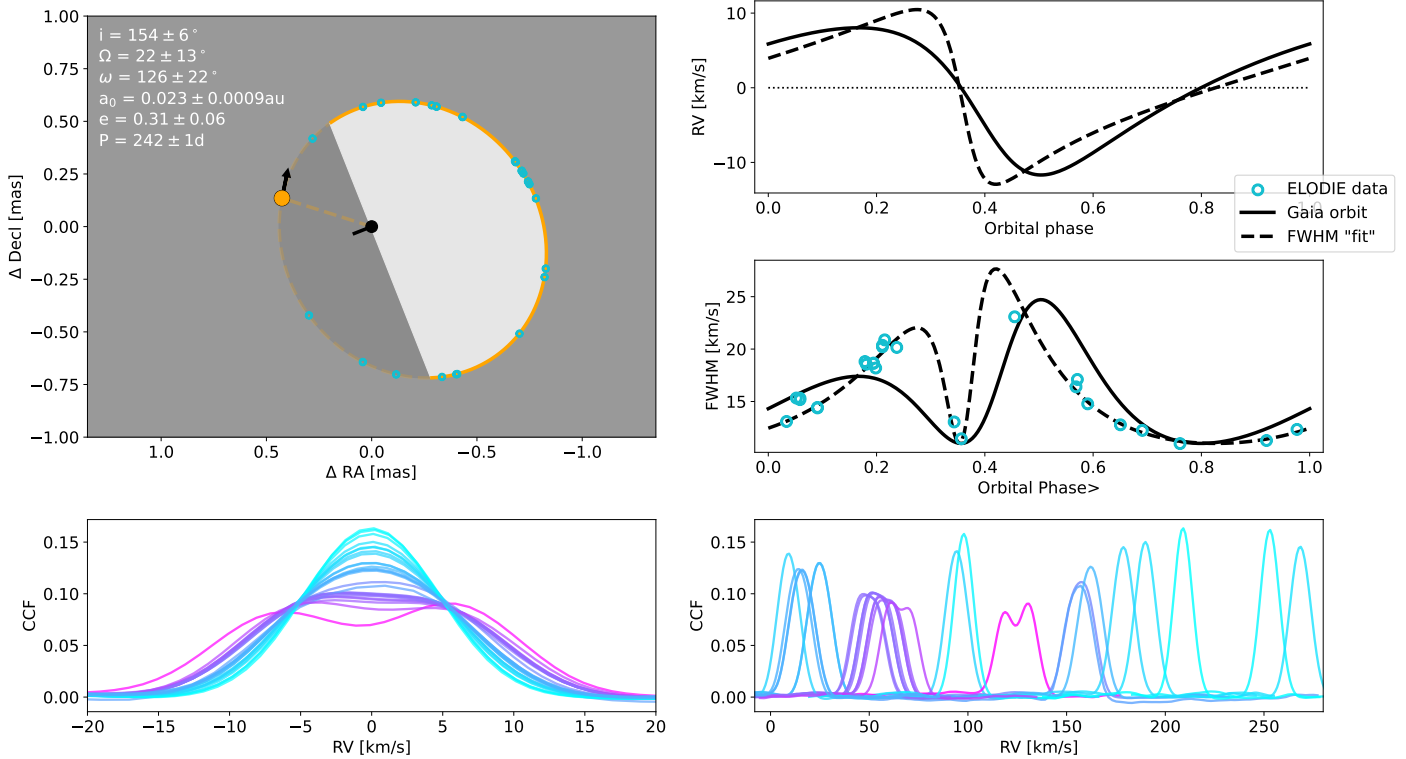 i = 154 ± 6°
Ω = 22 ± 13°
ω = 126 ± 22°
a₀ = 0.023 ± 0.0009au
e = 0.31 ± 0.06
P = 242 ± 1d
1.00
0.75
0.50
0.25
0.00
−0.25
−0.50
−0.75
−1.00
Δ Decl [mas]
1.0 0.5 0.0 −0.5 −1.0
Δ RA [mas]
10
0
−10
RV [km/s]
0.0 0.2 0.4 0.6 0.8 1.0
Orbital phase
ELODIE data
Gaia orbit
FWHM "fit"
25
20
15
FWHM [km/s]
0.0 0.2 0.4 0.6 0.8 1.0
Orbital Phase>
0.15
0.10
0.05
0.00
CCF
−20 −15 −10 −5 0 5 10 15 20
RV [km/s]
0.15
0.10
0.05
0.00
CCF
0 50 100 150 200 250
RV [km/s]